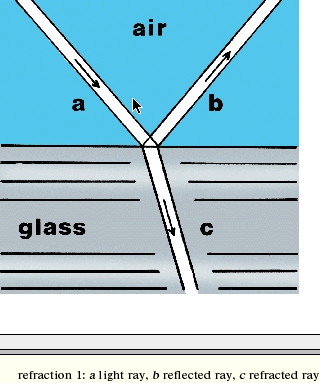 air
a
b
glass
c
refraction 1: a light ray, b reflected ray, c refracted ray